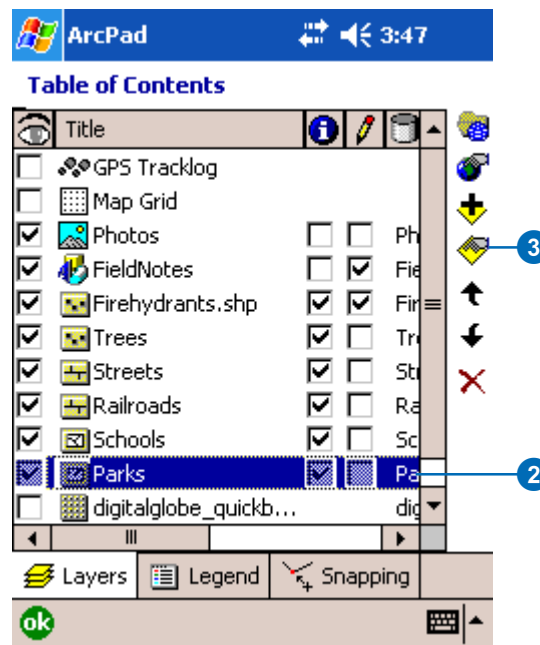 ArcPad 3:47
Table of Contents
Title
GPS Tracklog
Map Grid
Photos Ph
FieldNotes Fie
3
Firehydrants.shp Fir
Trees Tre
Streets Str
Railroads Ra
Schools Sc
Parks Pa
2
digitalglobe_quickb... dig
Layers Legend Snapping
ok